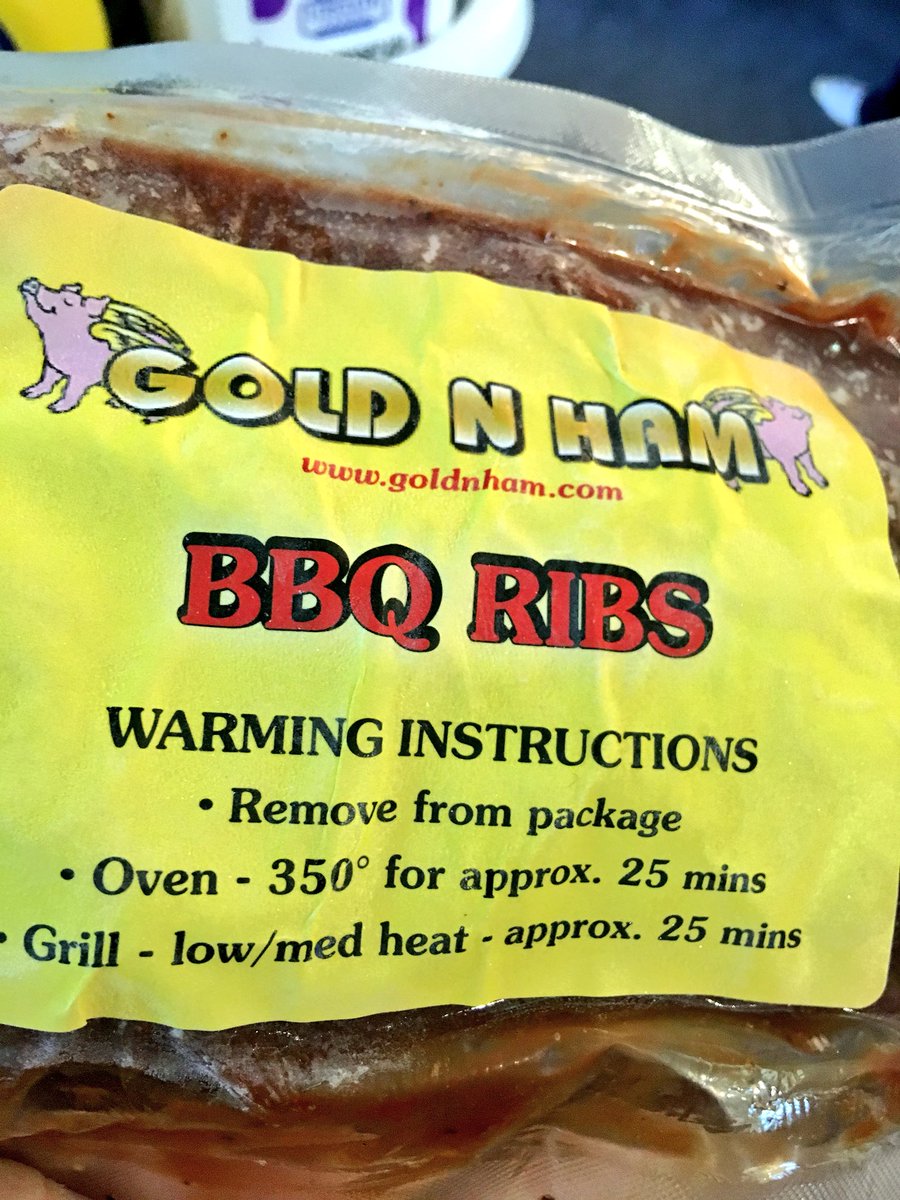 GOLD N HAM
www.goldnham.com
BBQ RIBS
WARMING INSTRUCTIONS
• Remove from package
• Oven - 350° for approx. 25 mins
• Grill - low/med heat - approx. 25 mins